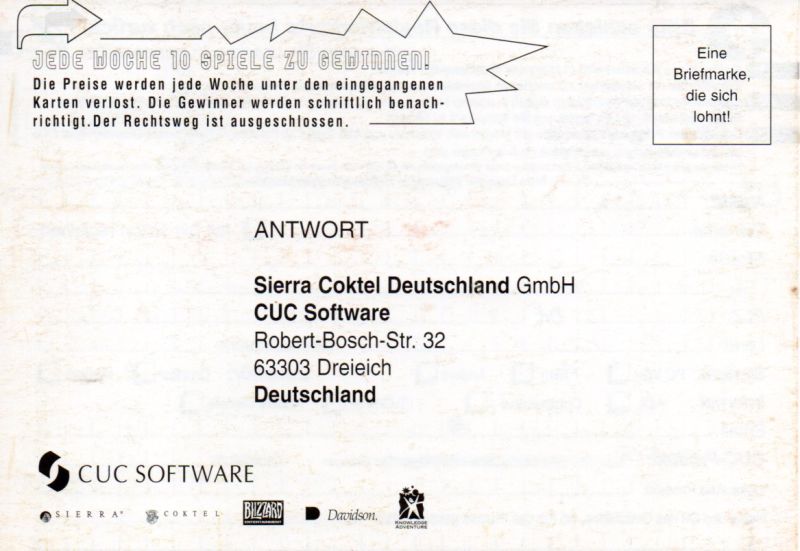 JEDE WOCHE 10 SPIELE ZU GEWINNEN!
Die Preise werden jede Woche unter den eingegangenen
Karten verlost. Die Gewinner werden schriftlich benach-
richtigt.Der Rechtsweg ist ausgeschlossen.
Eine
Briefmarke,
die sich
lohnt!
ANTWORT
Sierra Coktel Deutschland GmbH
CUC Software
Robert-Bosch-Str. 32
63303 Dreieich
Deutschland
CUC SOFTWARE
SIERRA® COKTEL BLIZZARD ENTERTAINMENT Davidson. KNOWLEDGE ADVENTURE